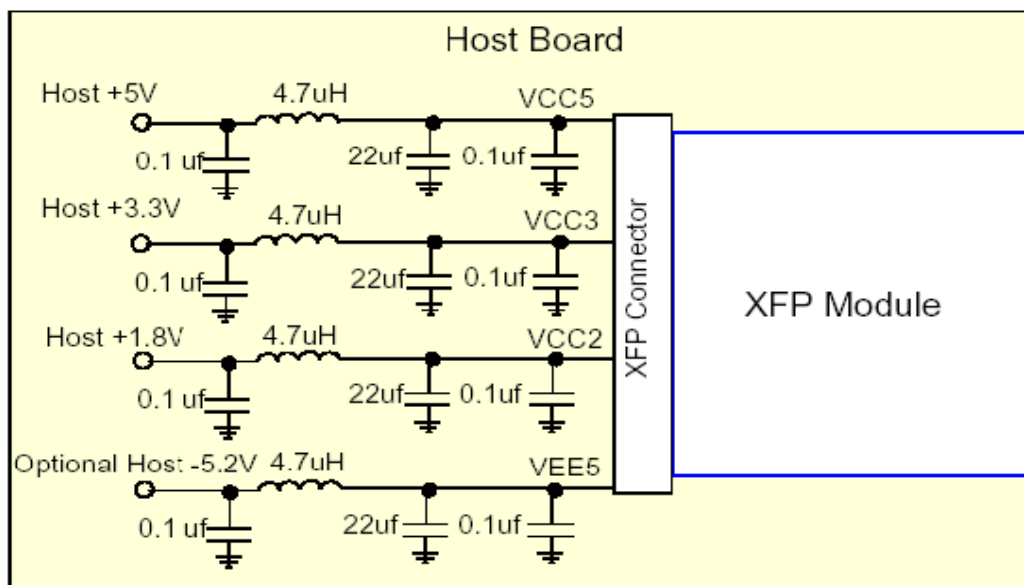 Host Board
Host +5V
4.7uH
VCC5
0.1 uf
22uf
0.1uf
Host +3.3V
4.7uH
VCC3
0.1 uf
22uf
0.1uf
Host +1.8V
4.7uH
VCC2
0.1 uf
22uf
0.1uf
Optional Host -5.2V
4.7uH
VEE5
0.1 uf
22uf
0.1uf
XFP Connector
XFP Module